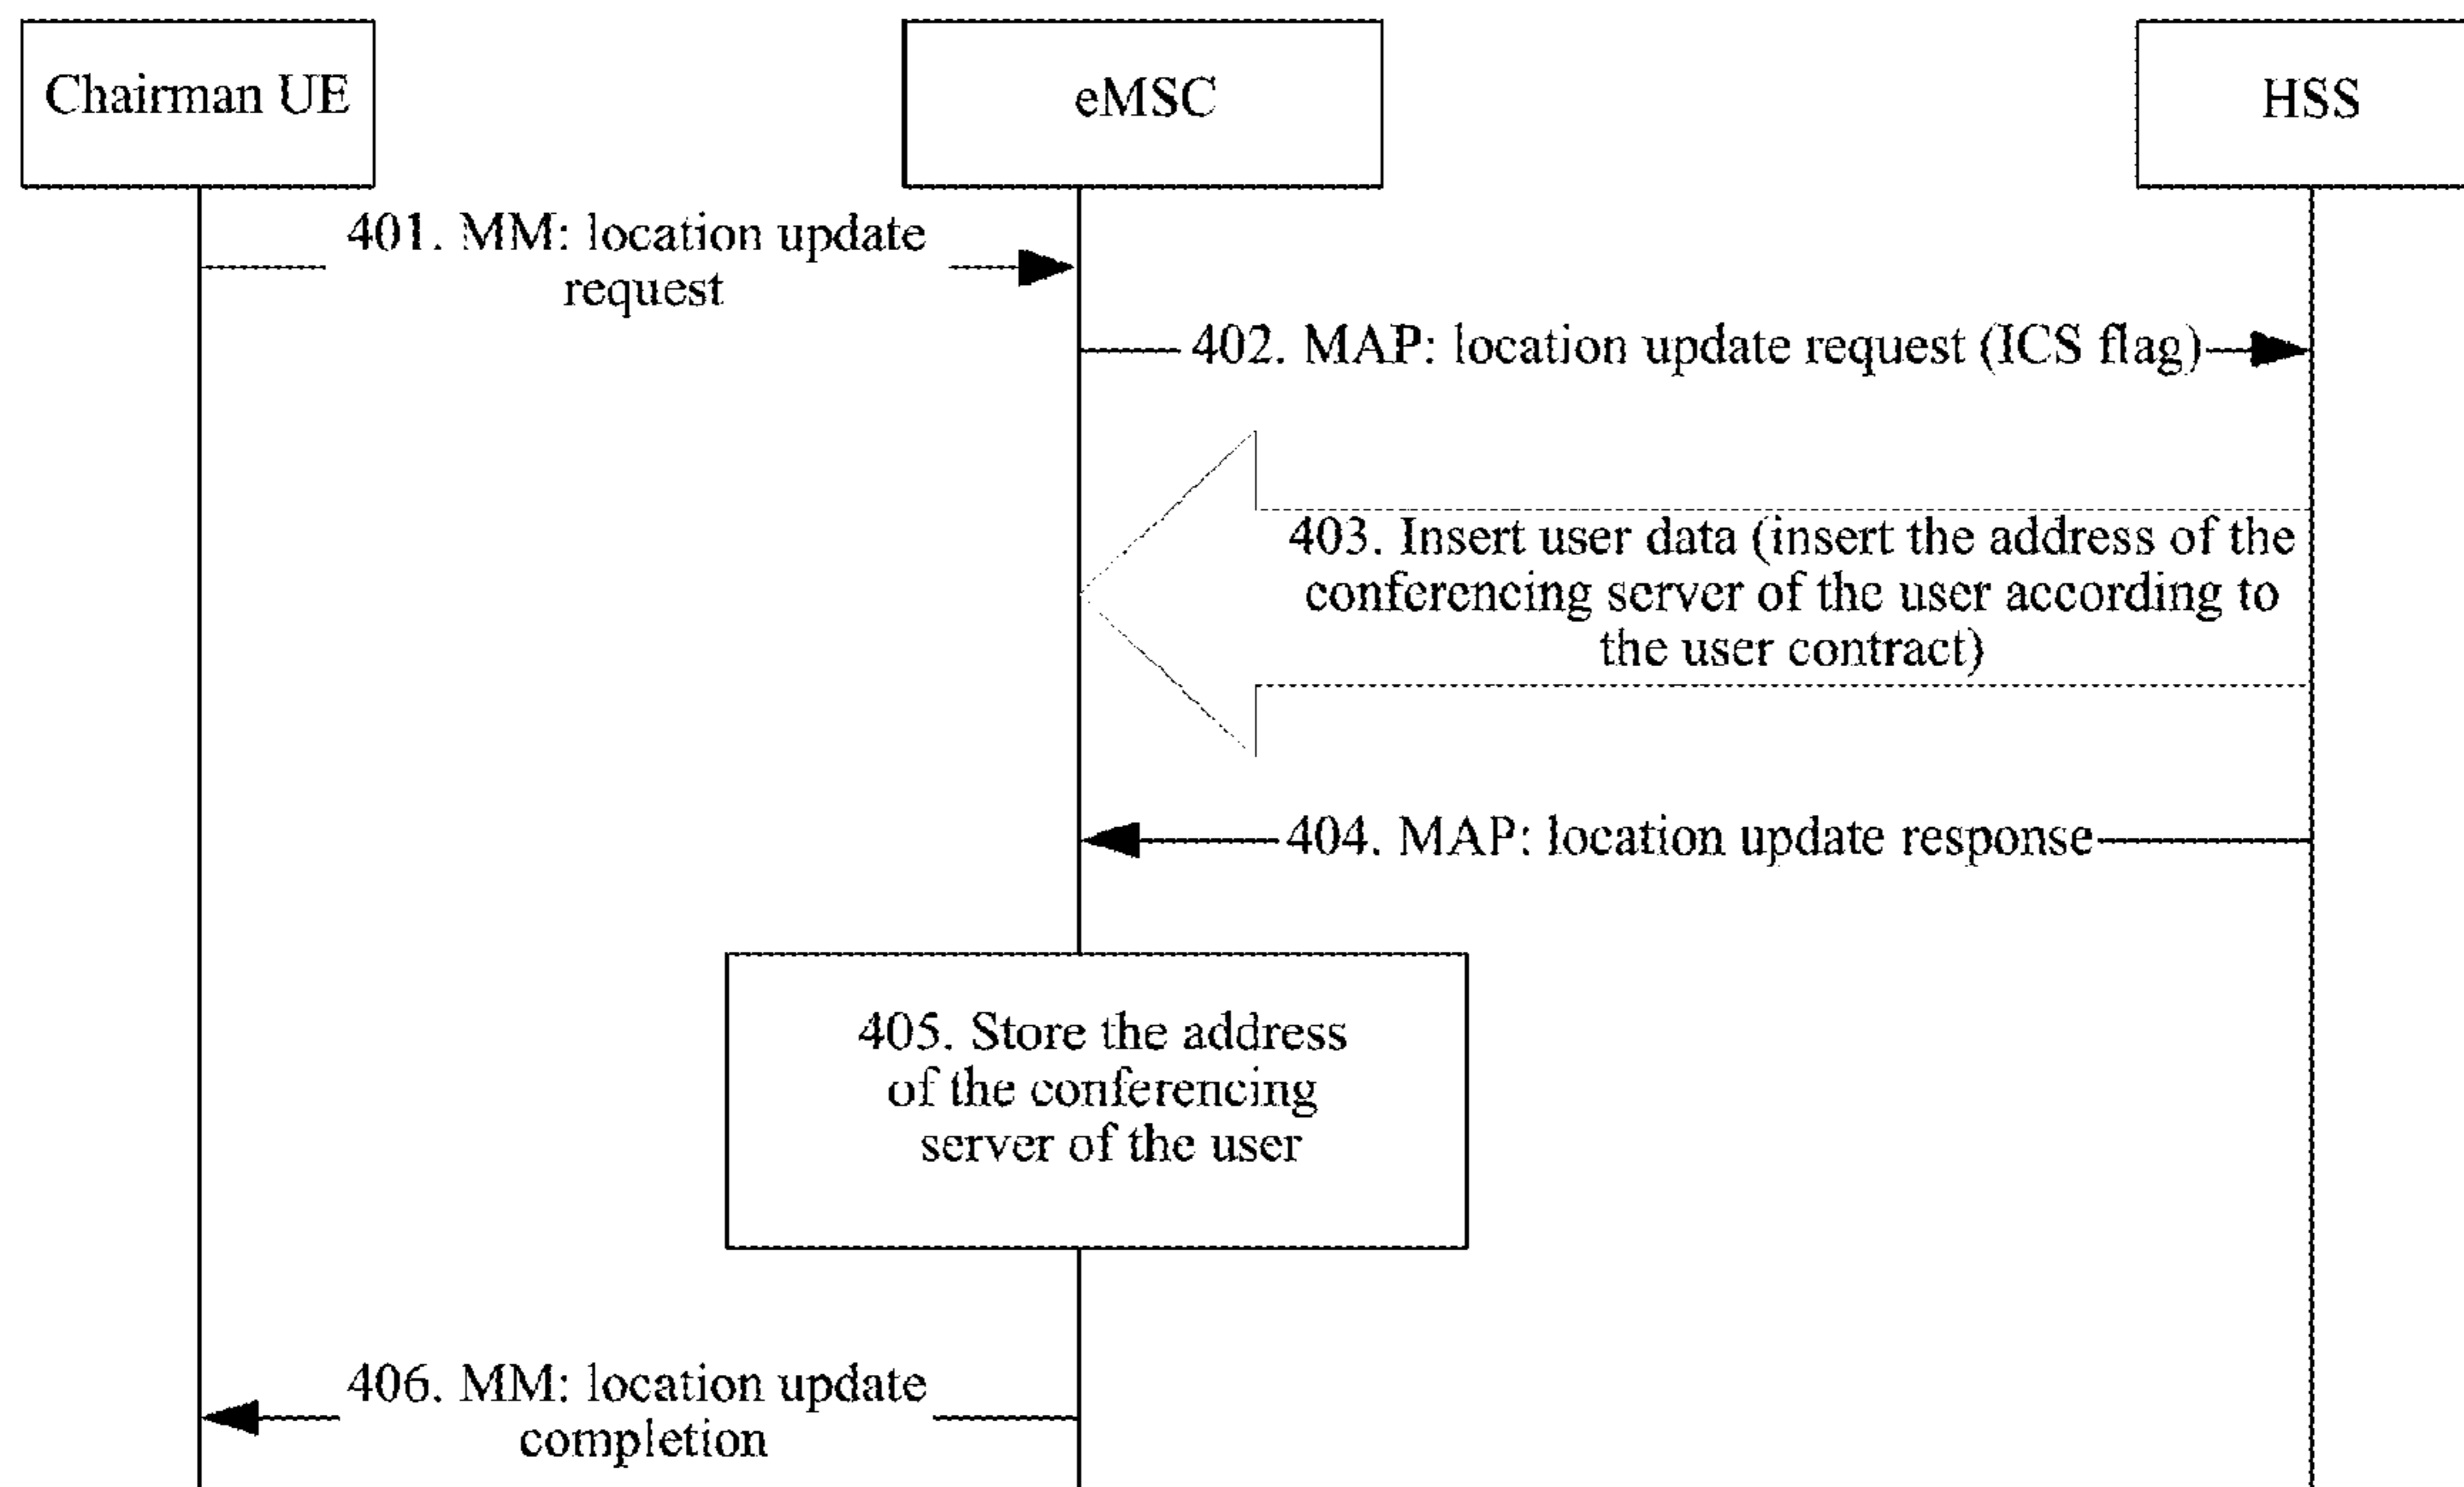 Chairman UE
eMSC
HSS
401. MM: location update
request
402. MAP: location update request (ICS flag)
403. Insert user data (insert the address of the
conferencing server of the user according to
the user contract)
404. MAP: location update response
405. Store the address
of the conferencing
server of the user
406. MM: location update
completion